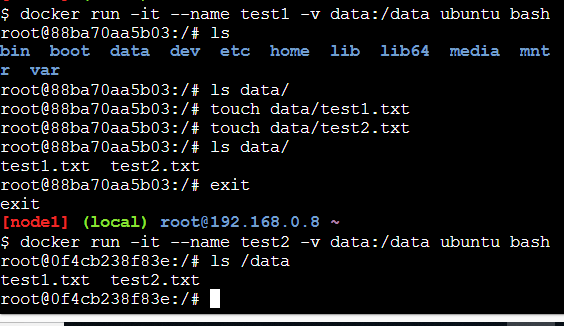 $ docker run -it --name test1 -v data:/data ubuntu bash
root@88ba70aa5b03:/# ls
bin boot data dev etc home lib lib64 media mnt
r var
root@88ba70aa5b03:/# ls data/
root@88ba70aa5b03:/# touch data/test1.txt
root@88ba70aa5b03:/# touch data/test2.txt
root@88ba70aa5b03:/# ls data/
test1.txt test2.txt
root@88ba70aa5b03:/# exit
exit
[node1] (local) root@192.168.0.8 ~
$ docker run -it --name test2 -v data:/data ubuntu bash
root@0f4cb238f83e:/# ls /data
test1.txt test2.txt
root@0f4cb238f83e:/#